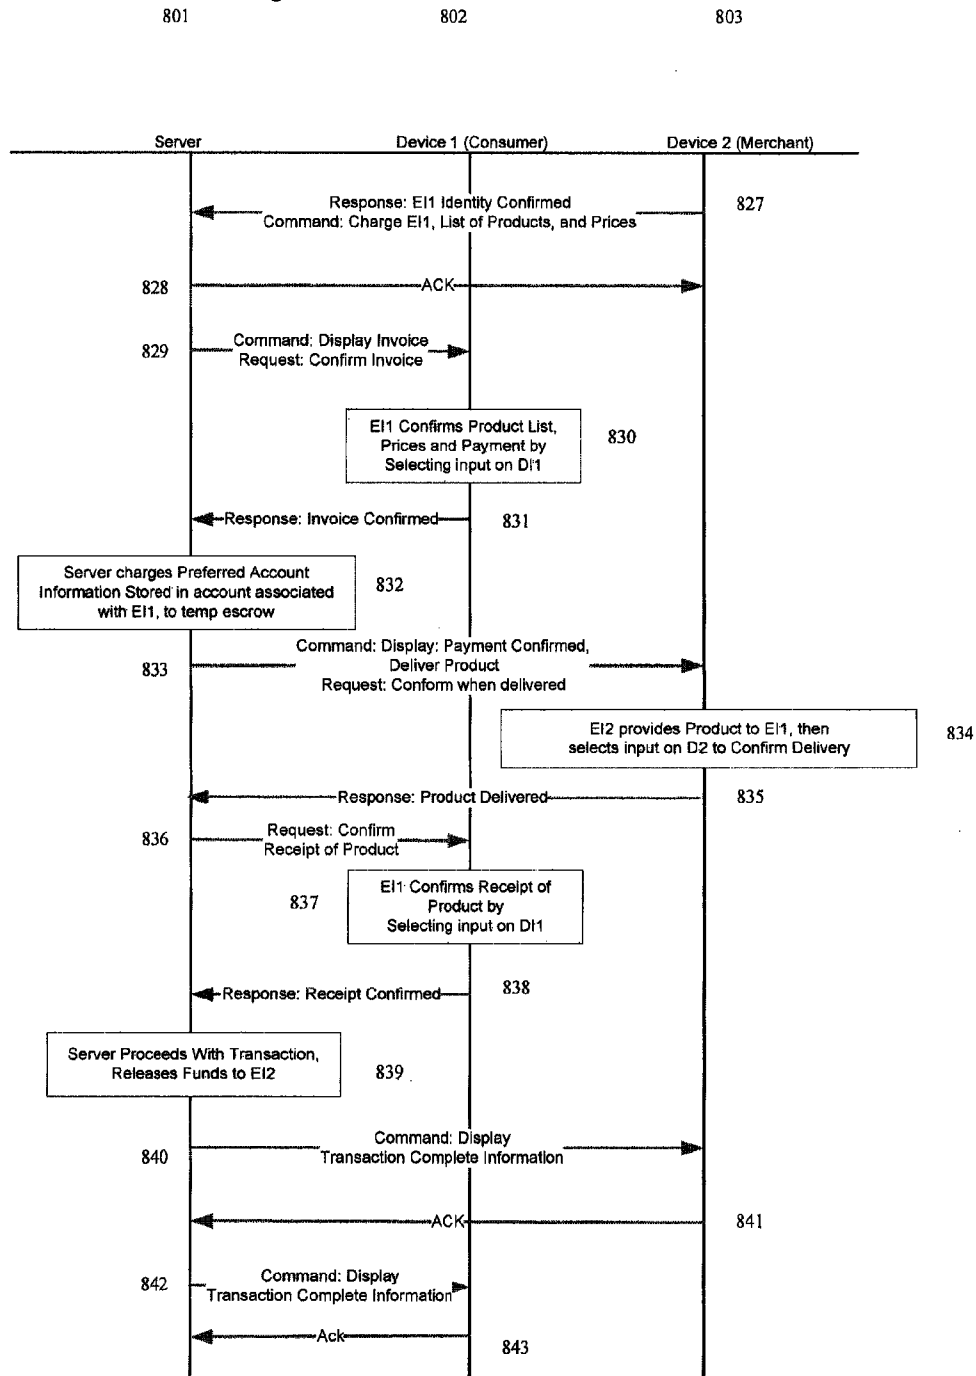 801 802 803
Server Device 1 (Consumer) Device 2 (Merchant)
Response: EI1 Identity Confirmed
Command: Charge EI1, List of Products, and Prices
827
828
ACK
829
Command: Display Invoice
Request: Confirm Invoice
EI1 Confirms Product List,
Prices and Payment by
Selecting input on DI1
830
Response: Invoice Confirmed
831
Server charges Preferred Account
Information Stored in account associated
with EI1, to temp escrow
832
833
Command: Display: Payment Confirmed,
Deliver Product
Request: Conform when delivered
EI2 provides Product to EI1, then
selects input on D2 to Confirm Delivery
834
Response: Product Delivered
835
836
Request: Confirm
Receipt of Product
837
EI1 Confirms Receipt of
Product by
Selecting input on DI1
Response: Receipt Confirmed
838
Server Proceeds With Transaction,
Releases Funds to EI2
839
840
Command: Display
Transaction Complete Information
ACK
841
842
Command: Display
Transaction Complete Information
Ack
843